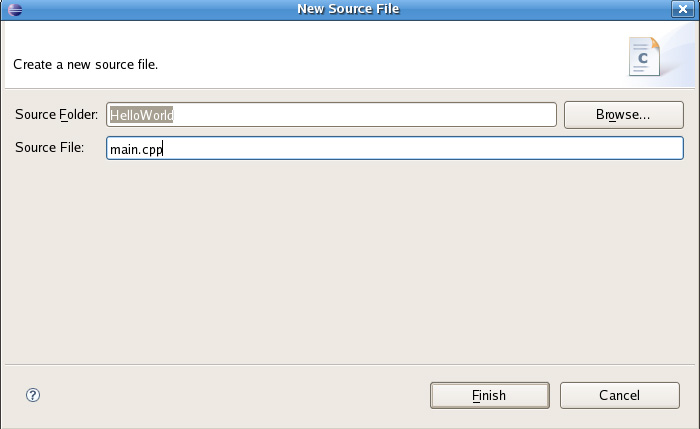 New Source File
Create a new source file.
C
Source Folder: HelloWorld Browse...
Source File: main.cpp
? Finish Cancel